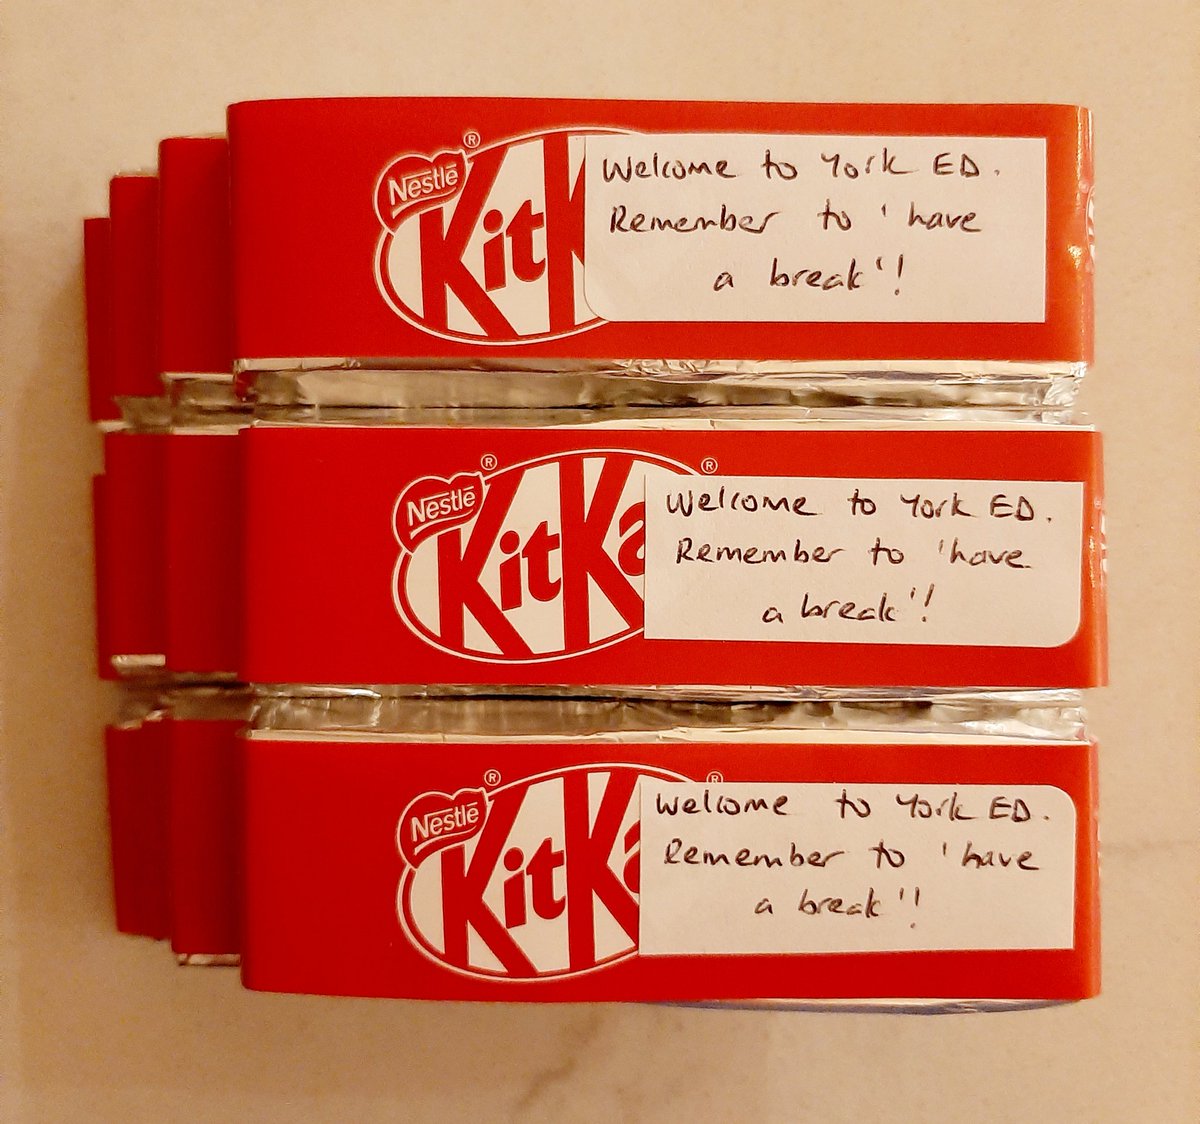 Nestlé
KitK
Welcome to York ED.
Remember to 'have
a break'!
Nestlé
KitKa
Welcome to York ED.
Remember to 'have
a break'!
Nestlé
KitKa
Welcome to York ED.
Remember to 'have
a break'!